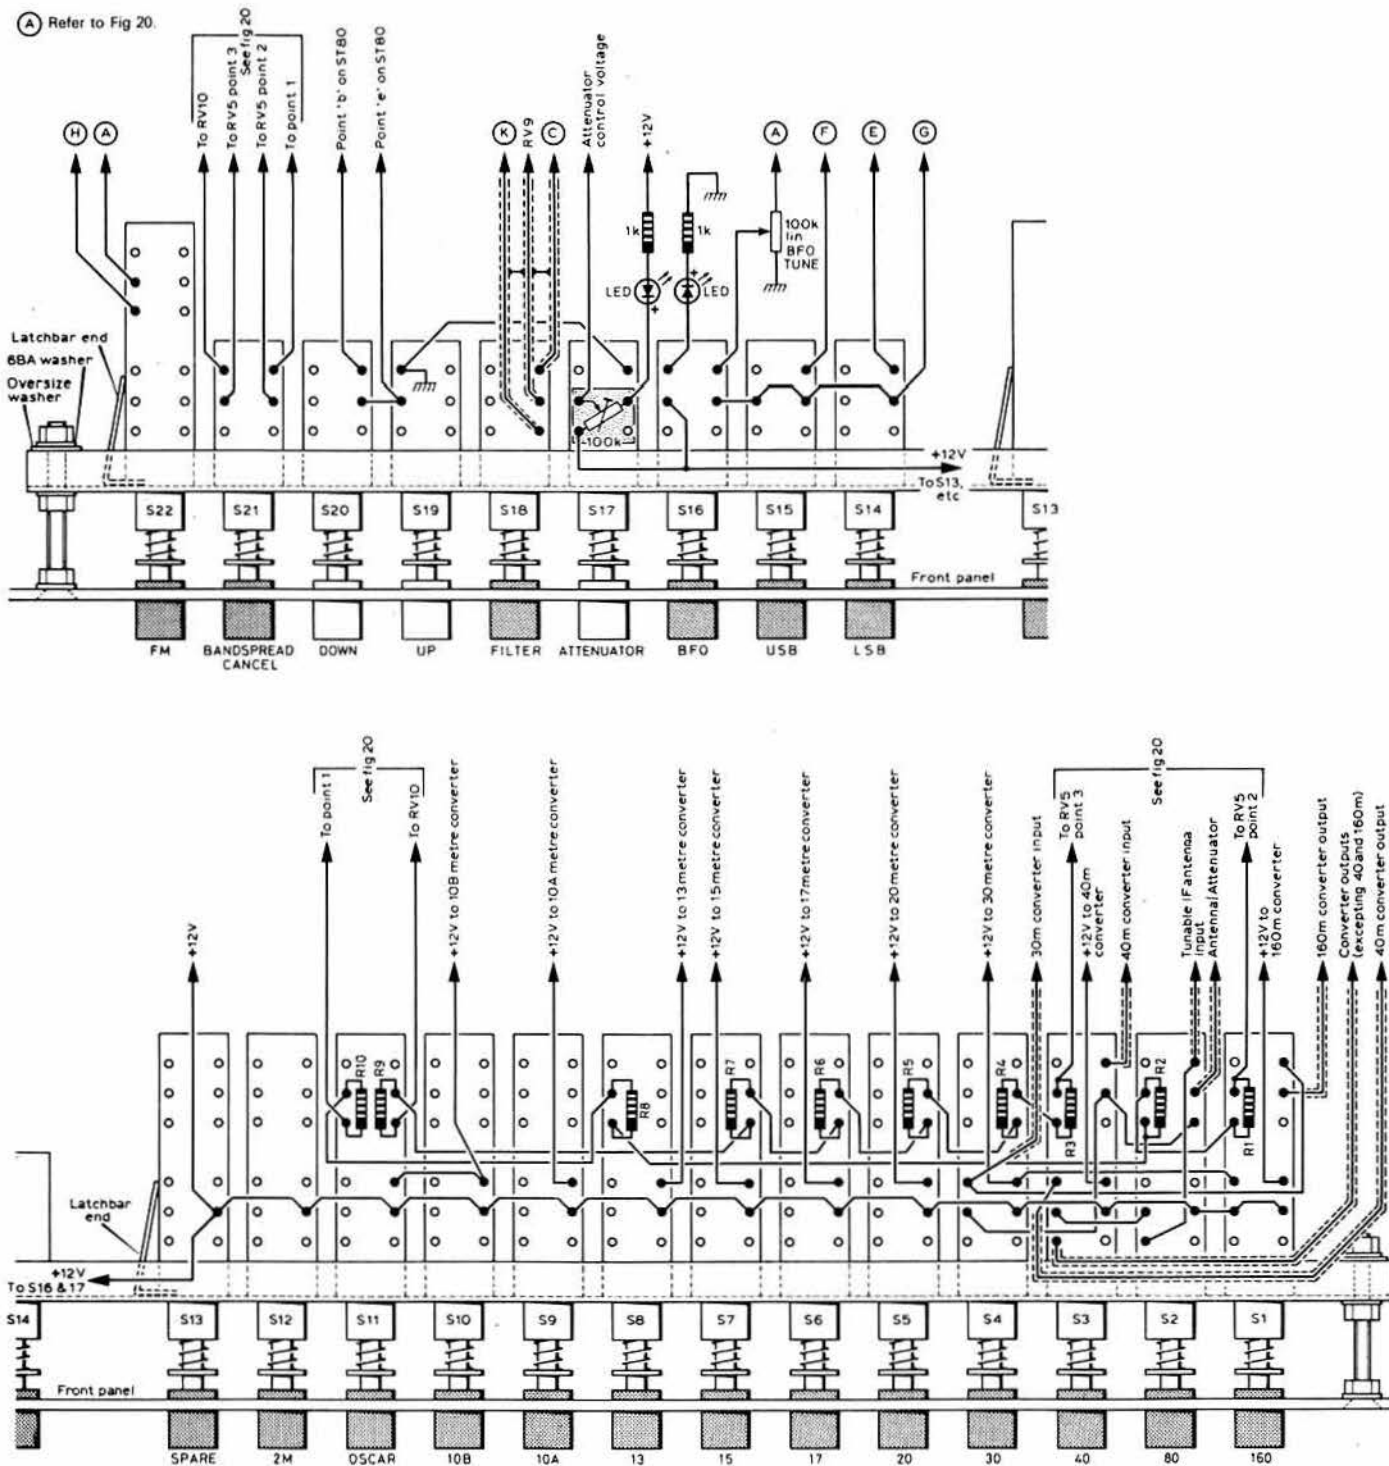 A Refer to Fig 20.
H
A
To RV10
To RV5 point 3
See fig 20
To RV5 point 2
To point 1
Point 'b' on ST80
Point 'e' on ST80
K
RV9
C
Attenuator
control voltage
+12V
A
F
E
G
1k
1k
100k
lin
BFO
TUNE
LED
+
+
LED
Latchbar end
6BA washer
Oversize
washer
100k
+12V
To S13,
etc
S22
S21
S20
S19
S18
S17
S16
S15
S14
S13
Front panel
FM
BANDSPREAD
CANCEL
DOWN
UP
FILTER
ATTENUATOR
BFO
USB
LSB
To point 1
See fig 20
To RV10
+12V
+12V to 10B metre converter
+12V to 10A metre converter
+12V to 13 metre converter
+12V to 15 metre converter
+12V to 17 metre converter
+12V to 20 metre converter
+12V to 30 metre converter
30m converter input
See fig 20
To RV5
point 3
+12V to 40m
converter
40m converter input
Tunable IF antenna
input
Antenna/Attenuator
To RV5
point 2
+12V to
160m converter
160m converter output
Converter outputs
(excepting 40 and 160m)
40m converter output
R10
R9
R8
R7
R6
R5
R4
R3
R2
R1
Latchbar
end
+12V
To S16 & 17
S14
S13
S12
S11
S10
S9
S8
S7
S6
S5
S4
S3
S2
S1
Front panel
SPARE
2M
OSCAR
10B
10A
13
15
17
20
30
40
80
160